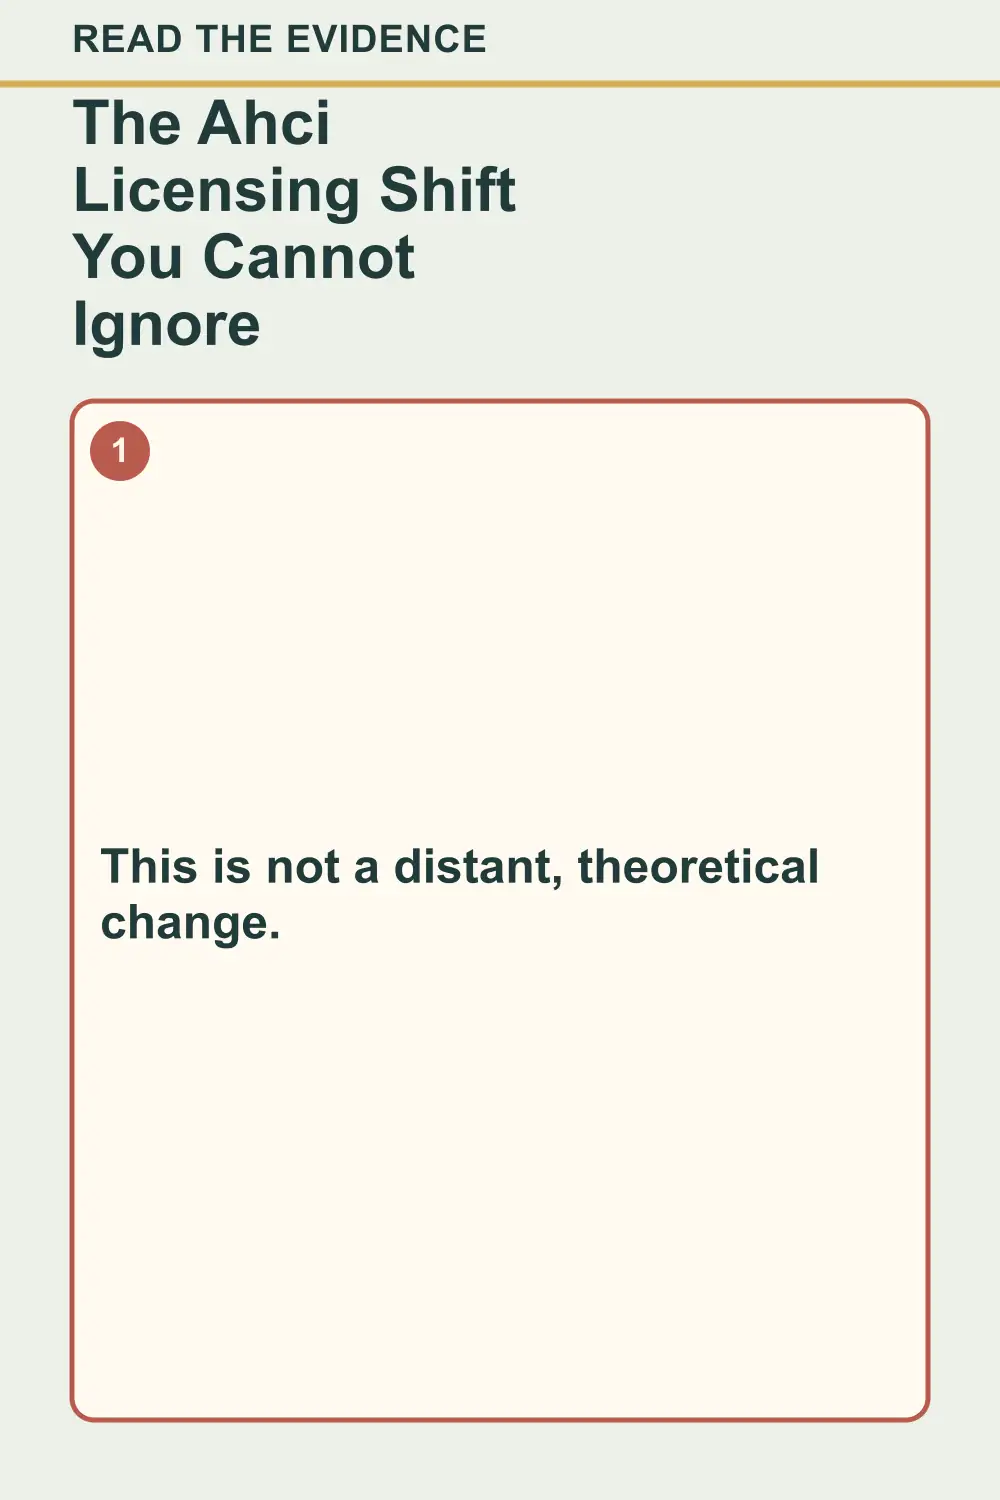 READ THE EVIDENCE
The Ahci
Licensing Shift
You Cannot
Ignore
1
This is not a distant, theoretical
change.